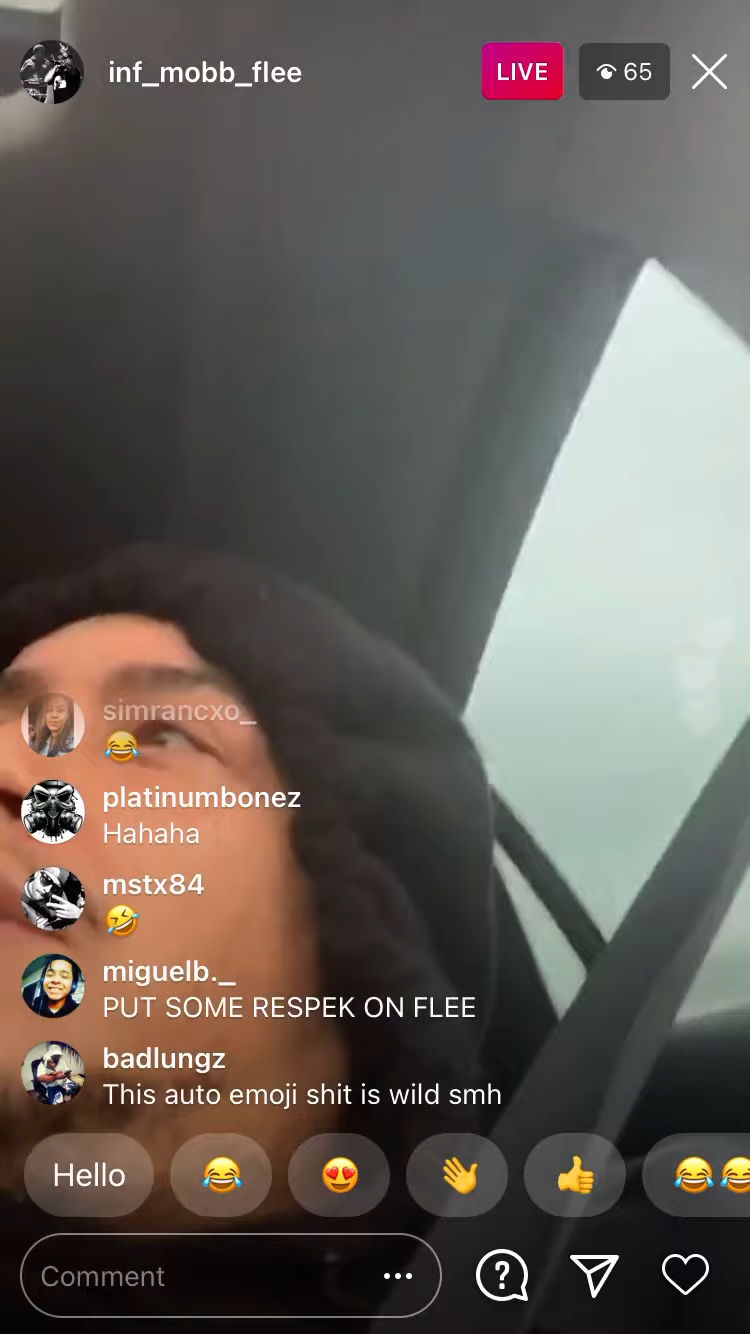 inf_mobb_flee
LIVE
65
simrancxo_
😂
platinumbonez
Hahaha
mstx84
🤣
miguelb._
PUT SOME RESPEK ON FLEE
badlungz
This auto emoji shit is wild smh
Hello 😂 😍 👋 👍 😂😂
Comment